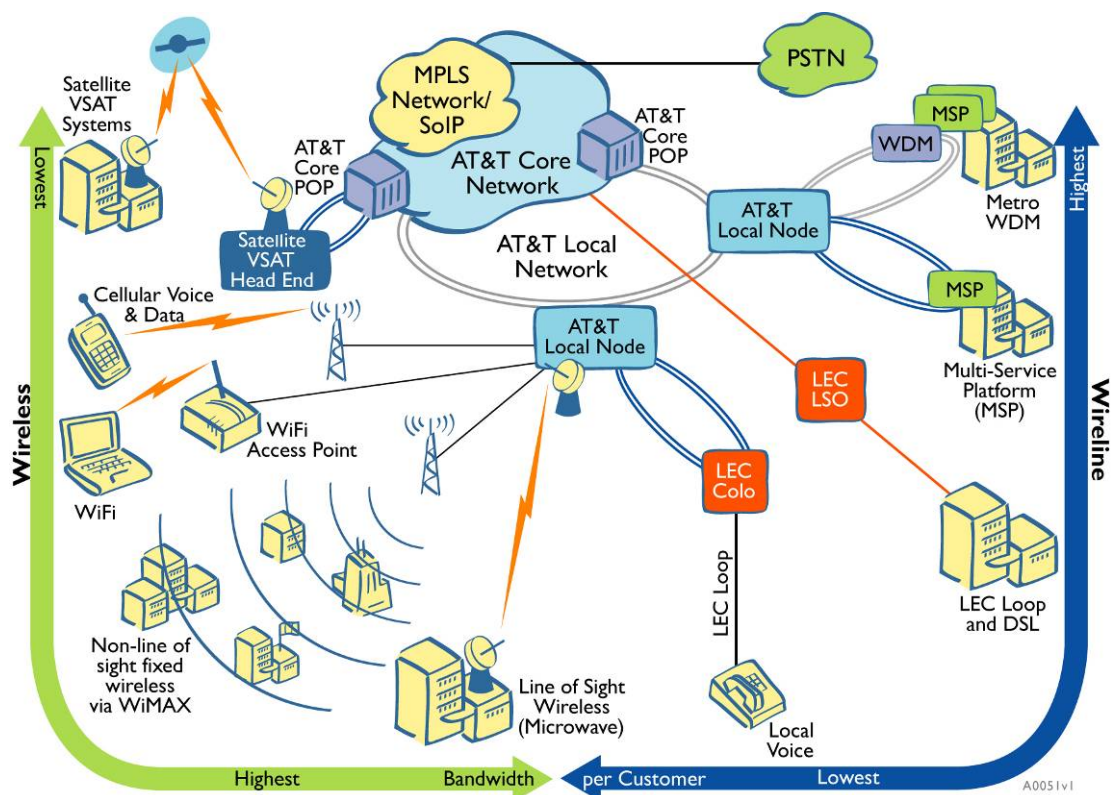 Satellite
VSAT
Systems
MPLS
Network/
SoIP
PSTN
AT&T
Core
POP
AT&T
Core
POP
AT&T Core
Network
MSP
WDM
Metro
WDM
Lowest
Highest
Satellite
VSAT
Head End
AT&T Local
Network
AT&T
Local Node
MSP
Multi-Service
Platform
(MSP)
Cellular Voice
& Data
AT&T
Local Node
LEC
LSO
Wireless
Wireline
WiFi
Access Point
WiFi
LEC
Colo
LEC Loop
LEC Loop
and DSL
Non-line of
sight fixed
wireless
via WiMAX
Line of Sight
Wireless
(Microwave)
Local
Voice
Highest
Bandwidth
per Customer
Lowest
A0051v1